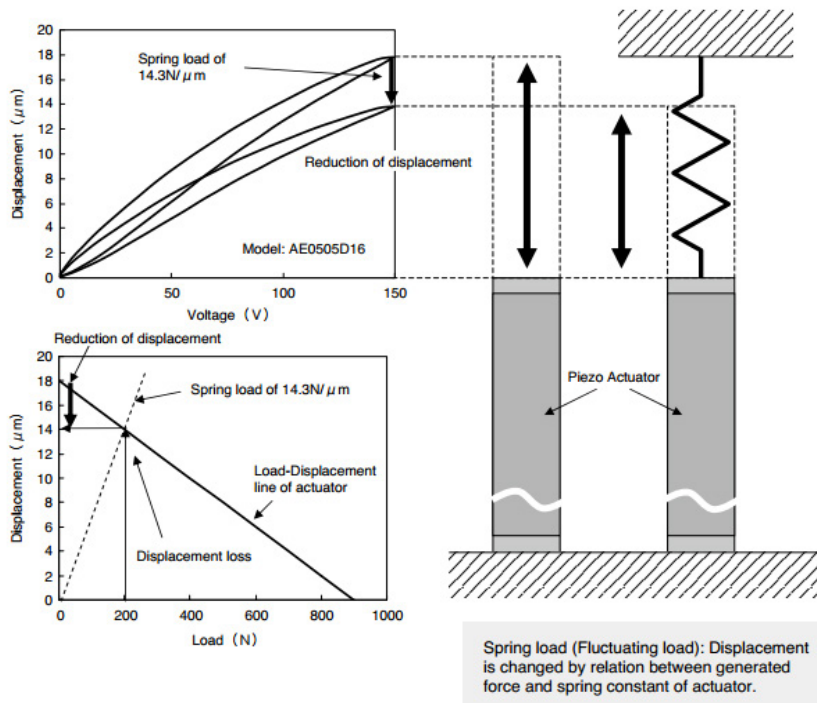 20
18
16
14
12
10
8
6
4
2
0
Displacement (μm)
Spring load of
14.3N/μm
Reduction of displacement
Model: AE0505D16
0
50
100
150
Voltage (V)
Reduction of displacement
20
18
16
14
12
10
8
6
4
2
0
Displacement (μm)
Spring load of 14.3N/μm
Load-Displacement
line of actuator
Displacement loss
0
200
400
600
800
1000
Load (N)
Piezo Actuator
Spring load (Fluctuating load): Displacement
is changed by relation between generated
force and spring constant of actuator.